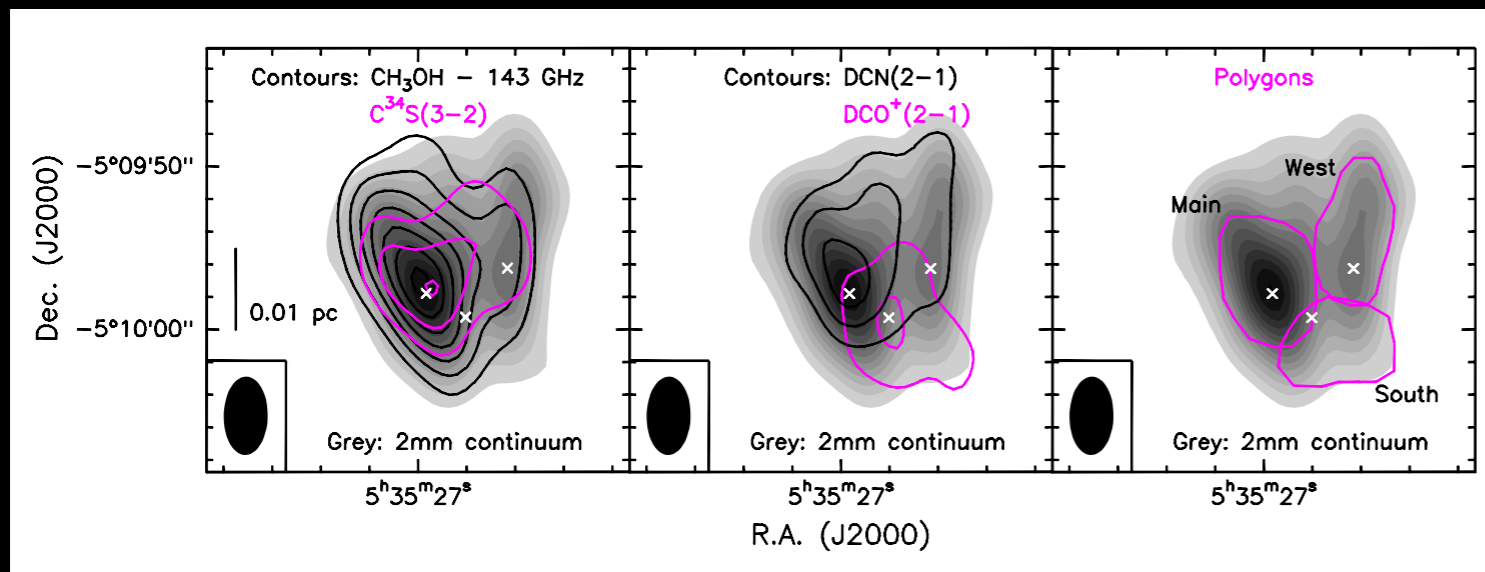 Contours: CH₃OH – 143 GHz
C³⁴S(3–2)
Contours: DCN(2–1)
DCO⁺(2–1)
Polygons
West
Main
South
–5°09'50"
–5°10'00"
Dec. (J2000)
0.01 pc
Grey: 2mm continuum
Grey: 2mm continuum
Grey: 2mm continuum
5ʰ35ᵐ27ˢ
5ʰ35ᵐ27ˢ
5ʰ35ᵐ27ˢ
R.A. (J2000)